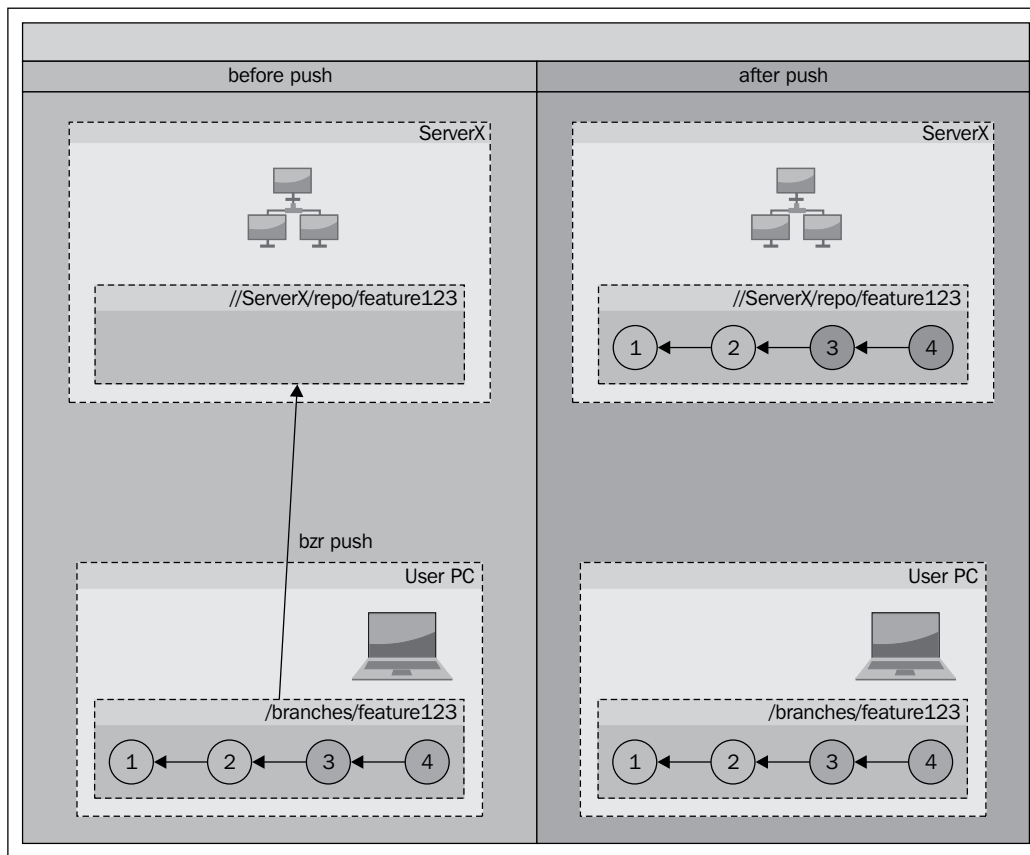 before push
after push
ServerX
//ServerX/repo/feature123
bzr push
User PC
/branches/feature123
1
2
3
4
ServerX
//ServerX/repo/feature123
1
2
3
4
User PC
/branches/feature123
1
2
3
4